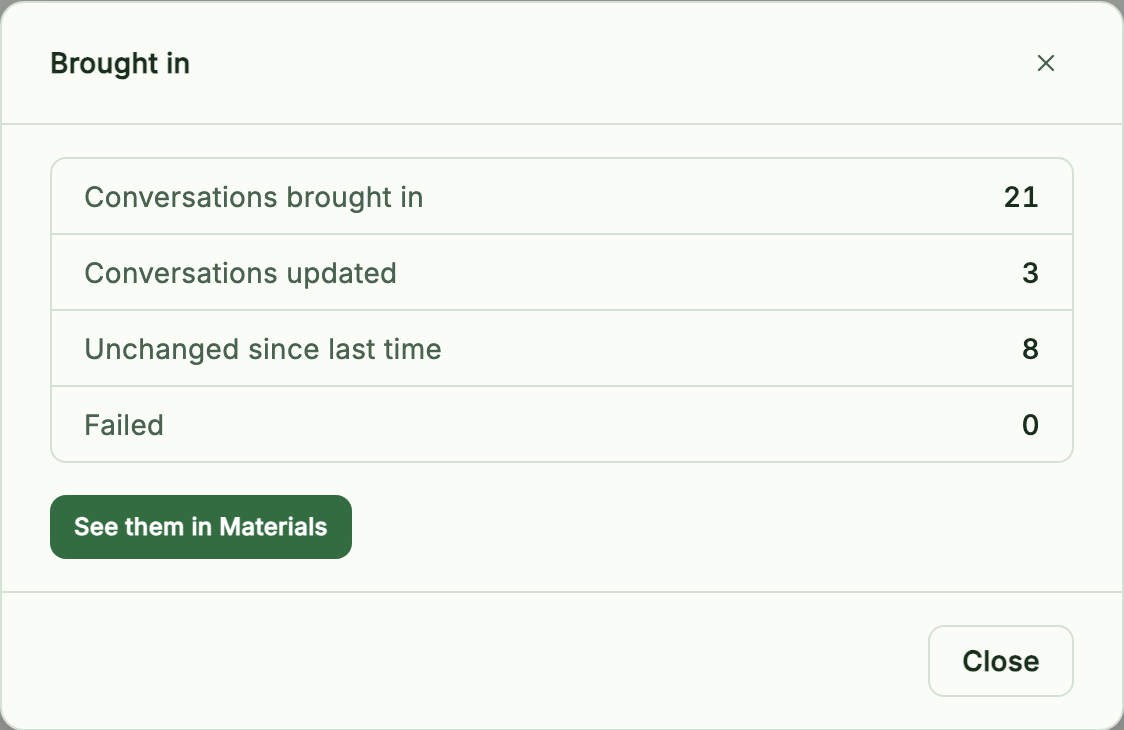 Brought in
Conversations brought in 21
Conversations updated 3
Unchanged since last time 8
Failed 0
See them in Materials
Close